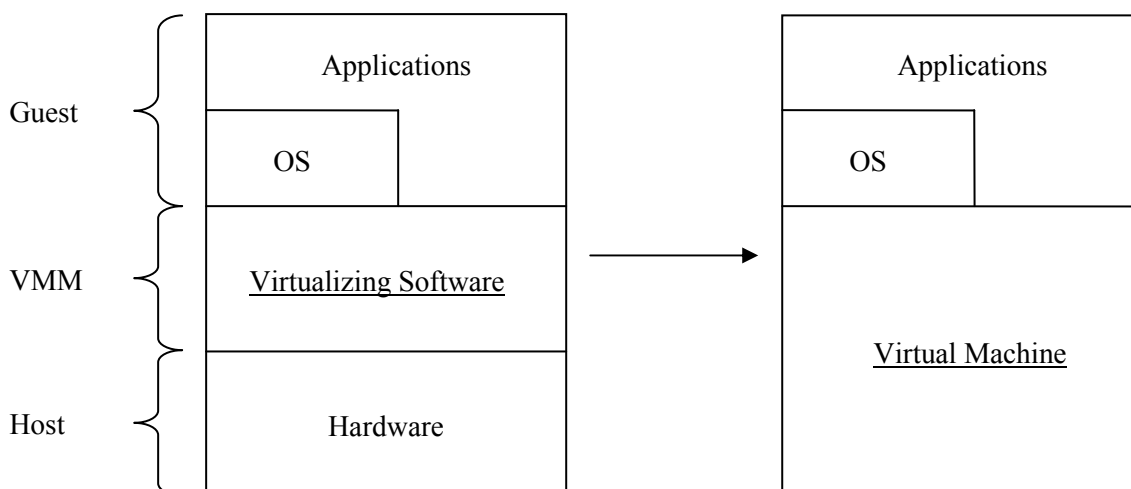 Applications
Applications
Guest
OS
OS
VMM
Virtualizing Software
Virtual Machine
Host
Hardware